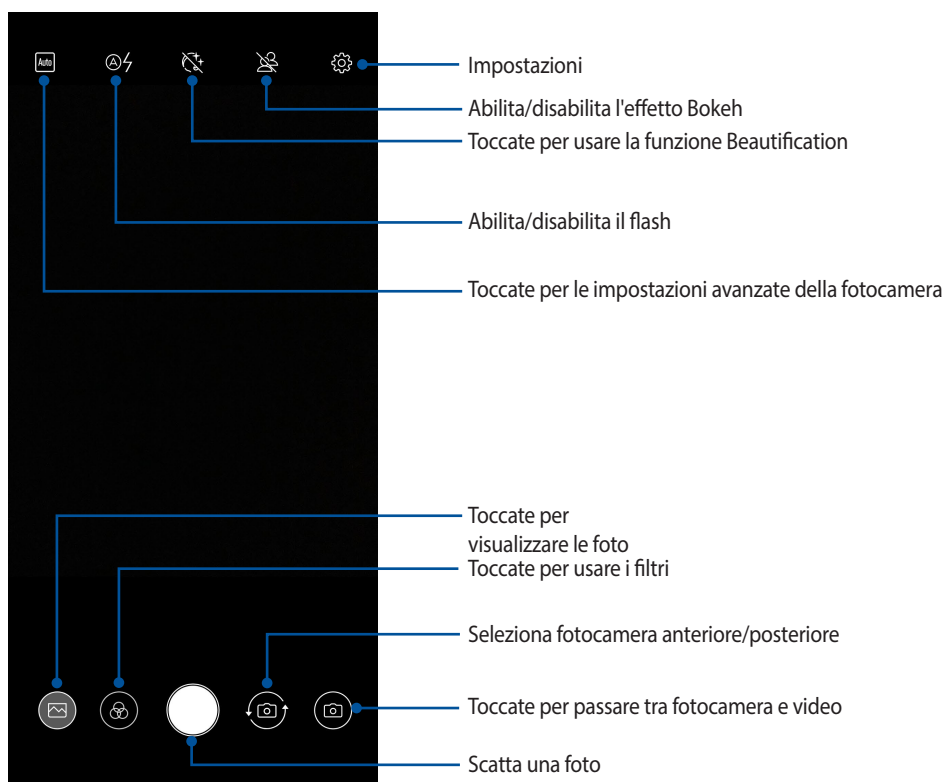 Auto
A
Impostazioni
Abilita/disabilita l'effetto Bokeh
Toccate per usare la funzione Beautification
Abilita/disabilita il flash
Toccate per le impostazioni avanzate della fotocamera
Toccate per
visualizzare le foto
Toccate per usare i filtri
Seleziona fotocamera anteriore/posteriore
Toccate per passare tra fotocamera e video
Scatta una foto